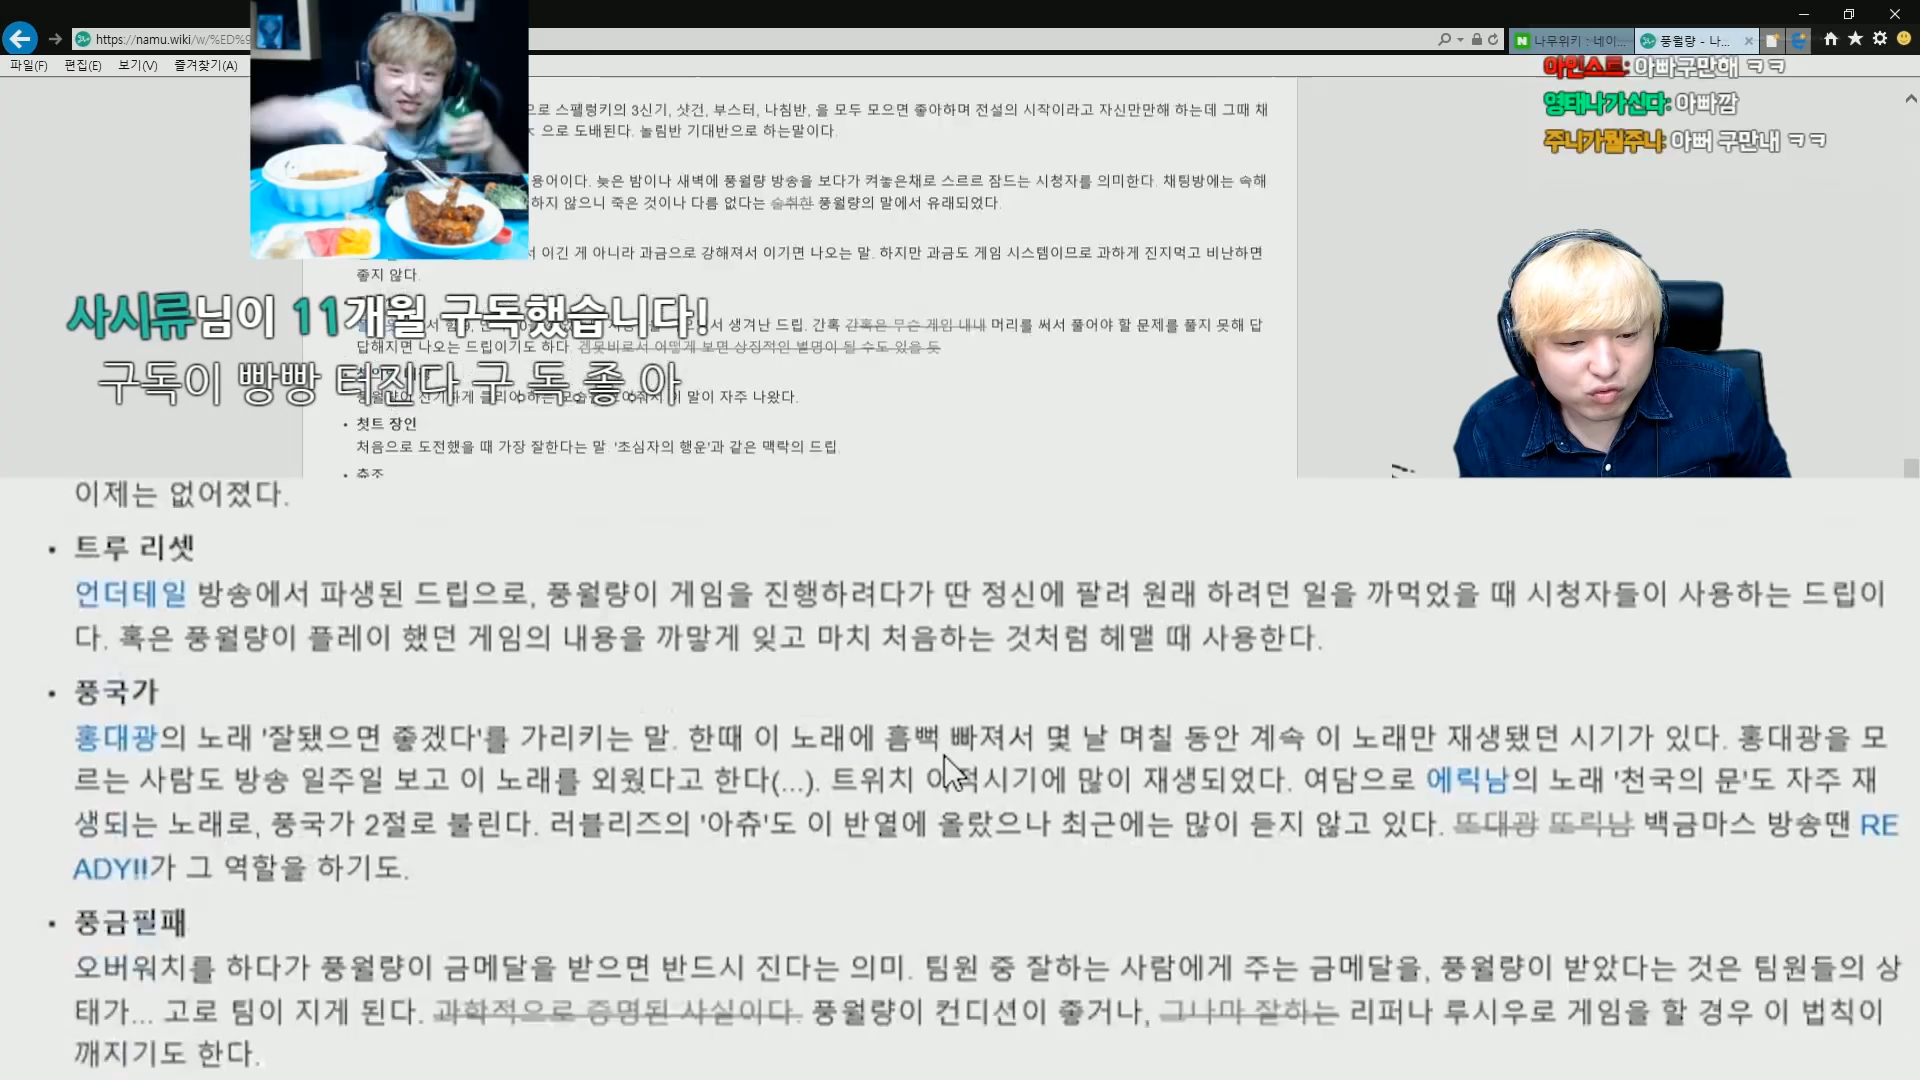 https://namu.wiki/w/%ED%9
나무위키 : 네이...
풍월량 - 나...
파일(F) 편집(E) 보기(V) 즐겨찾기(A)
아인스트: 아빠구만해 ㅋㅋ
영태나가신다: 아빠깜
주니가뭘주냐: 아뻐 구만내 ㅋㅋ
으로 스펠렁키의 3신기, 샷건, 부스터, 나침반, 을 모두 모으면 좋아하며 전설의 시작이라고 자신만만해 하는데 그때 채
으로 도배된다. 놀림반 기대반으로 하는말이다.
용어이다. 늦은 밤이나 새벽에 풍월량 방송을 보다가 켜놓은채로 스르르 잠드는 시청자를 의미한다. 채팅방에는 속해
하지 않으니 죽은 것이나 다름 없다는 술취한 풍월량의 말에서 유래되었다.
서 이긴 게 아니라 과금으로 강해져서 이기면 나오는 말. 하지만 과금도 게임 시스템이므로 과하게 진지먹고 비난하면
좋지 않다.
사시류님이 11개월 구독했습니다!
서 생겨난 드립. 간혹 간혹은 무슨 게임 내내 머리를 써서 풀어야 할 문제를 풀지 못해 답
답해지면 나오는 드립이기도 하다. 겜못비로서 어떻게 보면 상징적인 별명이 될 수도 있을 듯
구독이 빵빵 터진다 구 독 좋 아
말이 자주 나왔다.
• 첫트 장인
처음으로 도전했을 때 가장 잘한다는 말. '초심자의 행운'과 같은 맥락의 드립.
이제는 없어졌다.
• 트루 리셋
언더테일 방송에서 파생된 드립으로, 풍월량이 게임을 진행하려다가 딴 정신에 팔려 원래 하려던 일을 까먹었을 때 시청자들이 사용하는 드립이
다. 혹은 풍월량이 플레이 했던 게임의 내용을 까맣게 잊고 마치 처음하는 것처럼 헤맬 때 사용한다.
• 풍국가
홍대광의 노래 '잘됐으면 좋겠다'를 가리키는 말. 한때 이 노래에 흠뻑 빠져서 몇 날 며칠 동안 계속 이 노래만 재생됐던 시기가 있다. 홍대광을 모
르는 사람도 방송 일주일 보고 이 노래를 외웠다고 한다(...). 트위치 이적시기에 많이 재생되었다. 여담으로 에릭남의 노래 '천국의 문'도 자주 재
생되는 노래로, 풍국가 2절로 불린다. 러블리즈의 '아츄'도 이 반열에 올랐으나 최근에는 많이 듣지 않고 있다. 또대광 또릭남 백금마스 방송땐 RE
ADY!!가 그 역할을 하기도.
• 풍금필패
오버워치를 하다가 풍월량이 금메달을 받으면 반드시 진다는 의미. 팀원 중 잘하는 사람에게 주는 금메달을, 풍월량이 받았다는 것은 팀원들의 상
태가... 고로 팀이 지게 된다. 과학적으로 증명된 사실이다. 풍월량이 컨디션이 좋거나, 그나마 잘하는 리퍼나 루시우로 게임을 할 경우 이 법칙이
깨지기도 한다.